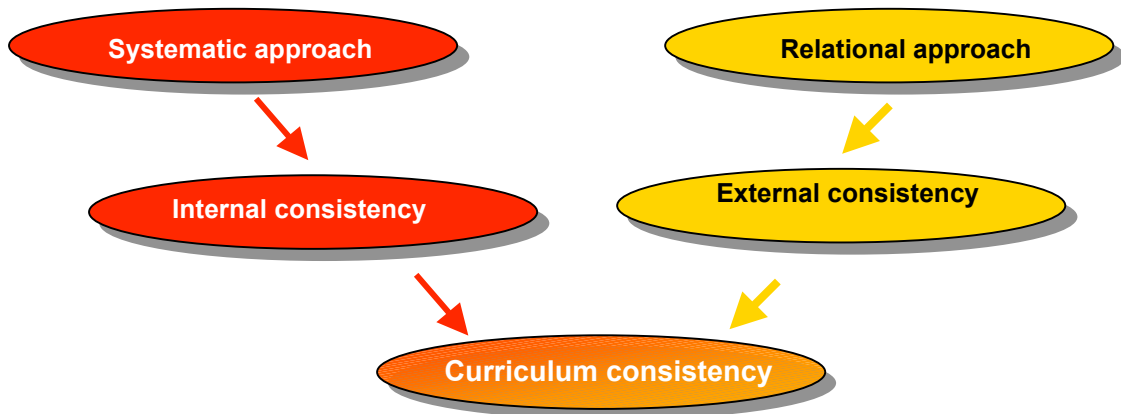 Systematic approach
Relational approach
Internal consistency
External consistency
Curriculum consistency